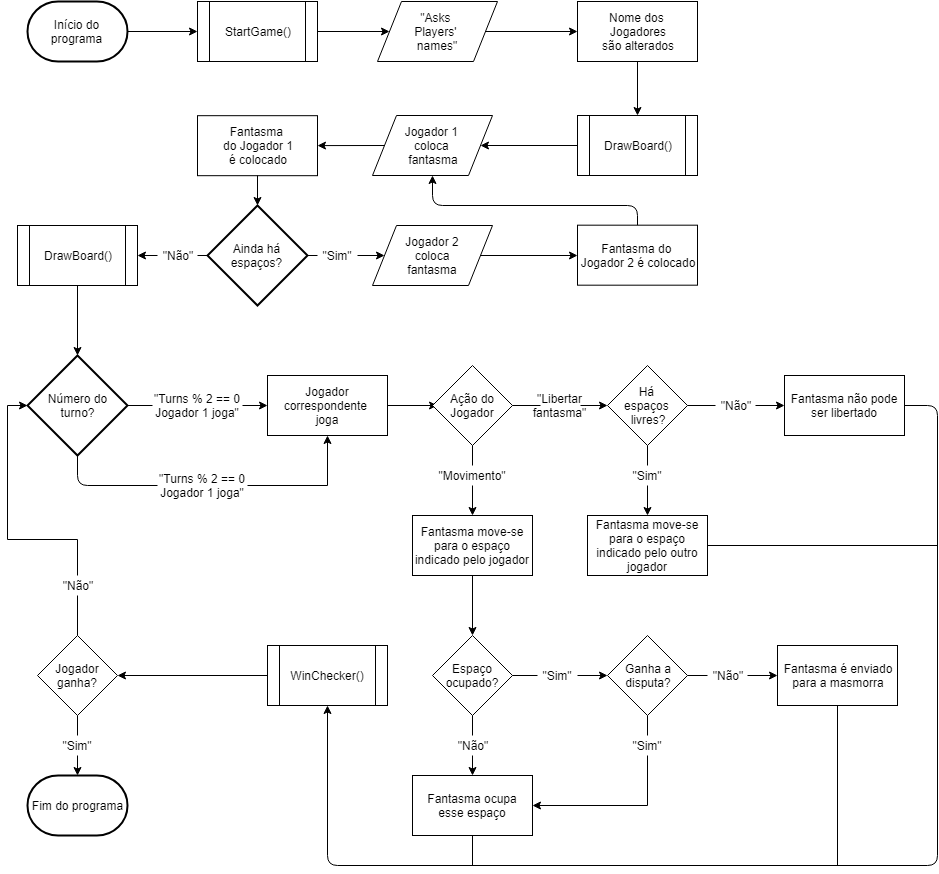 Início do
programa
StartGame()
"Asks
Players'
names"
Nome dos
Jogadores
são alterados
Fantasma
do Jogador 1
é colocado
Jogador 1
coloca
fantasma
DrawBoard()
DrawBoard()
"Não"
Ainda há
espaços?
"Sim"
Jogador 2
coloca
fantasma
Fantasma do
Jogador 2 é colocado
Número do
turno?
"Turns % 2 == 0
Jogador 1 joga"
Jogador
correspondente
joga
Ação do
Jogador
"Libertar
fantasma"
Há
espaços
livres?
"Não"
Fantasma não pode
ser libertado
"Turns % 2 == 0
Jogador 1 joga"
"Movimento"
"Sim"
Fantasma move-se
para o espaço
indicado pelo jogador
Fantasma move-se
para o espaço
indicado pelo outro
jogador
"Não"
Jogador
ganha?
WinChecker()
Espaço
ocupado?
"Sim"
Ganha a
disputa?
"Não"
Fantasma é enviado
para a masmorra
"Sim"
"Não"
"Sim"
Fim do programa
Fantasma ocupa
esse espaço